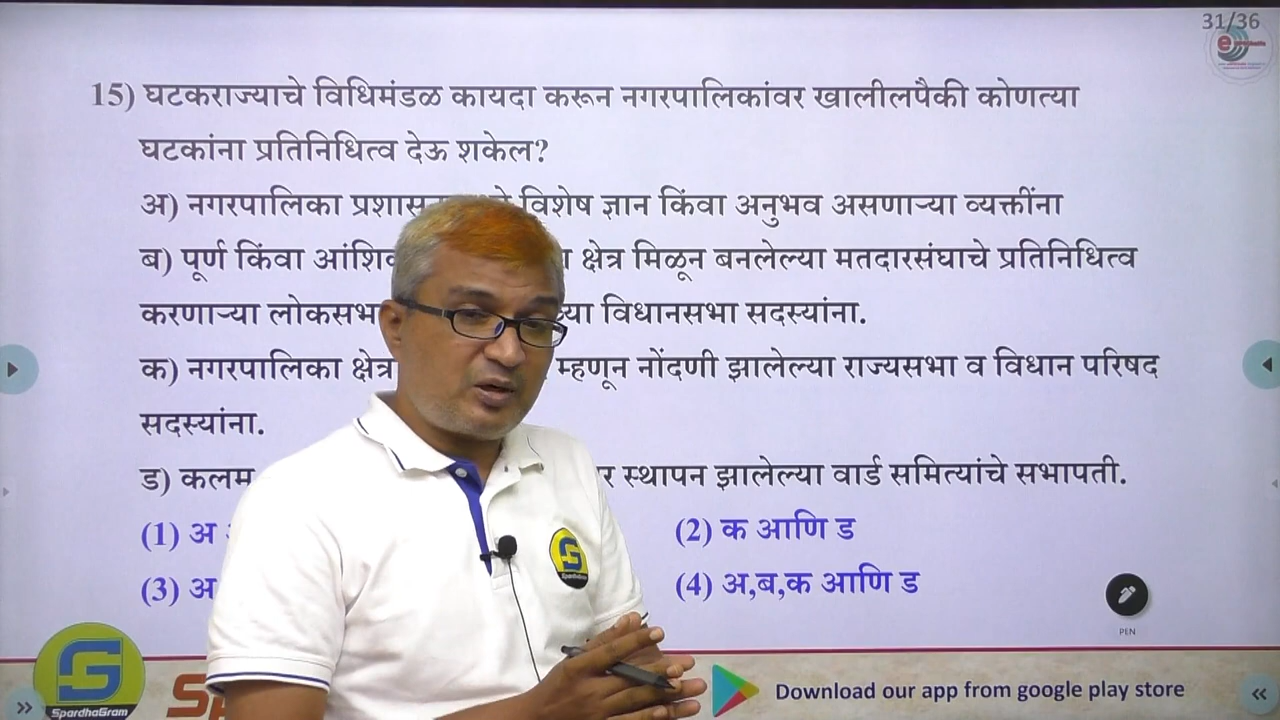 31/36
15) घटकराज्याचे विधिमंडळ कायदा करून नगरपालिकांवर खालीलपैकी कोणत्या
घटकांना प्रतिनिधित्व देऊ शकेल?
अ) नगरपालिका विशेष ज्ञान किंवा अनुभव असणाऱ्या व्यक्तींना
ब) पूर्ण किंवा क्षेत्र मिळून बनलेल्या मतदारसंघाचे प्रतिनिधित्व
करणाऱ्या विधानसभा सदस्यांना.
क) नगरपालिका म्हणून नोंदणी झालेल्या राज्यसभा व विधान परिषद
सदस्यांना.
ड) कलम स्थापन झालेल्या वार्ड समित्यांचे सभापती.
(1) अ
(2) क आणि ड
(3) अ
(4) अ,ब,क आणि ड
PEN
SpardhaGram
SpardhaGram
Download our app from google play store